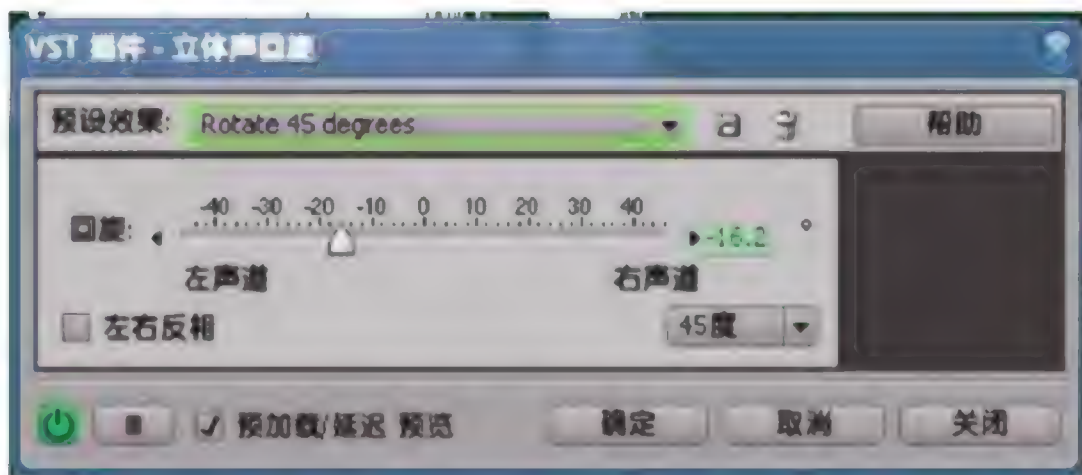 VST 插件 - 立体声回旋
预设效果: Rotate 45 degrees
帮助
-40 -30 -20 -10 0 10 20 30 40
回旋: -16.2 °
左声道 右声道
左右反相 45度
预加载/延迟 预览 确定 取消 关闭